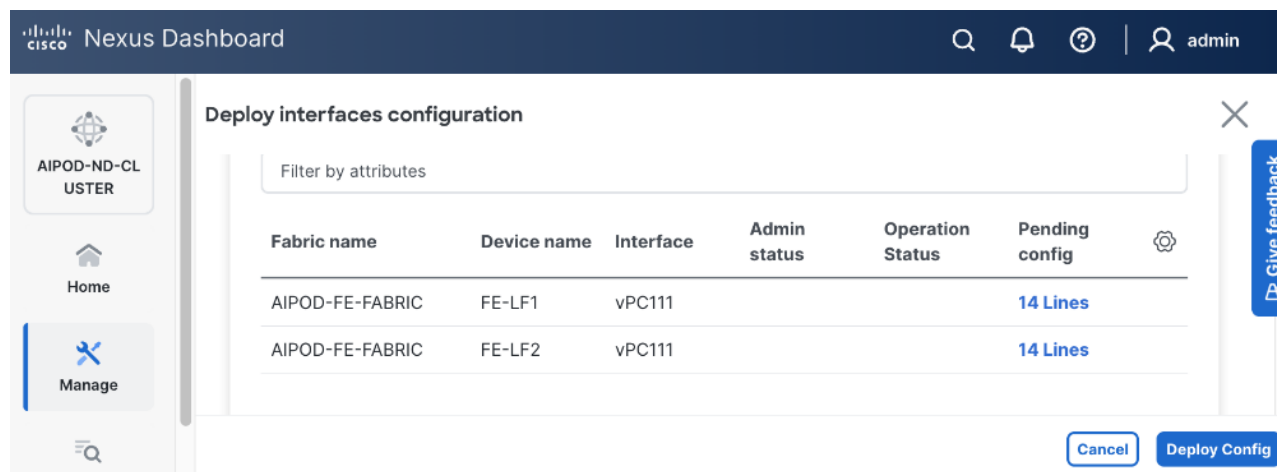 CISCO Nexus Dashboard
admin
AIPOD-ND-CL
USTER
Home
Manage
Deploy interfaces configuration
Filter by attributes
Fabric name Device name Interface Admin status Operation Status Pending config
AIPOD-FE-FABRIC FE-LF1 vPC111 14 Lines
AIPOD-FE-FABRIC FE-LF2 vPC111 14 Lines
Cancel Deploy Config
Give feedback